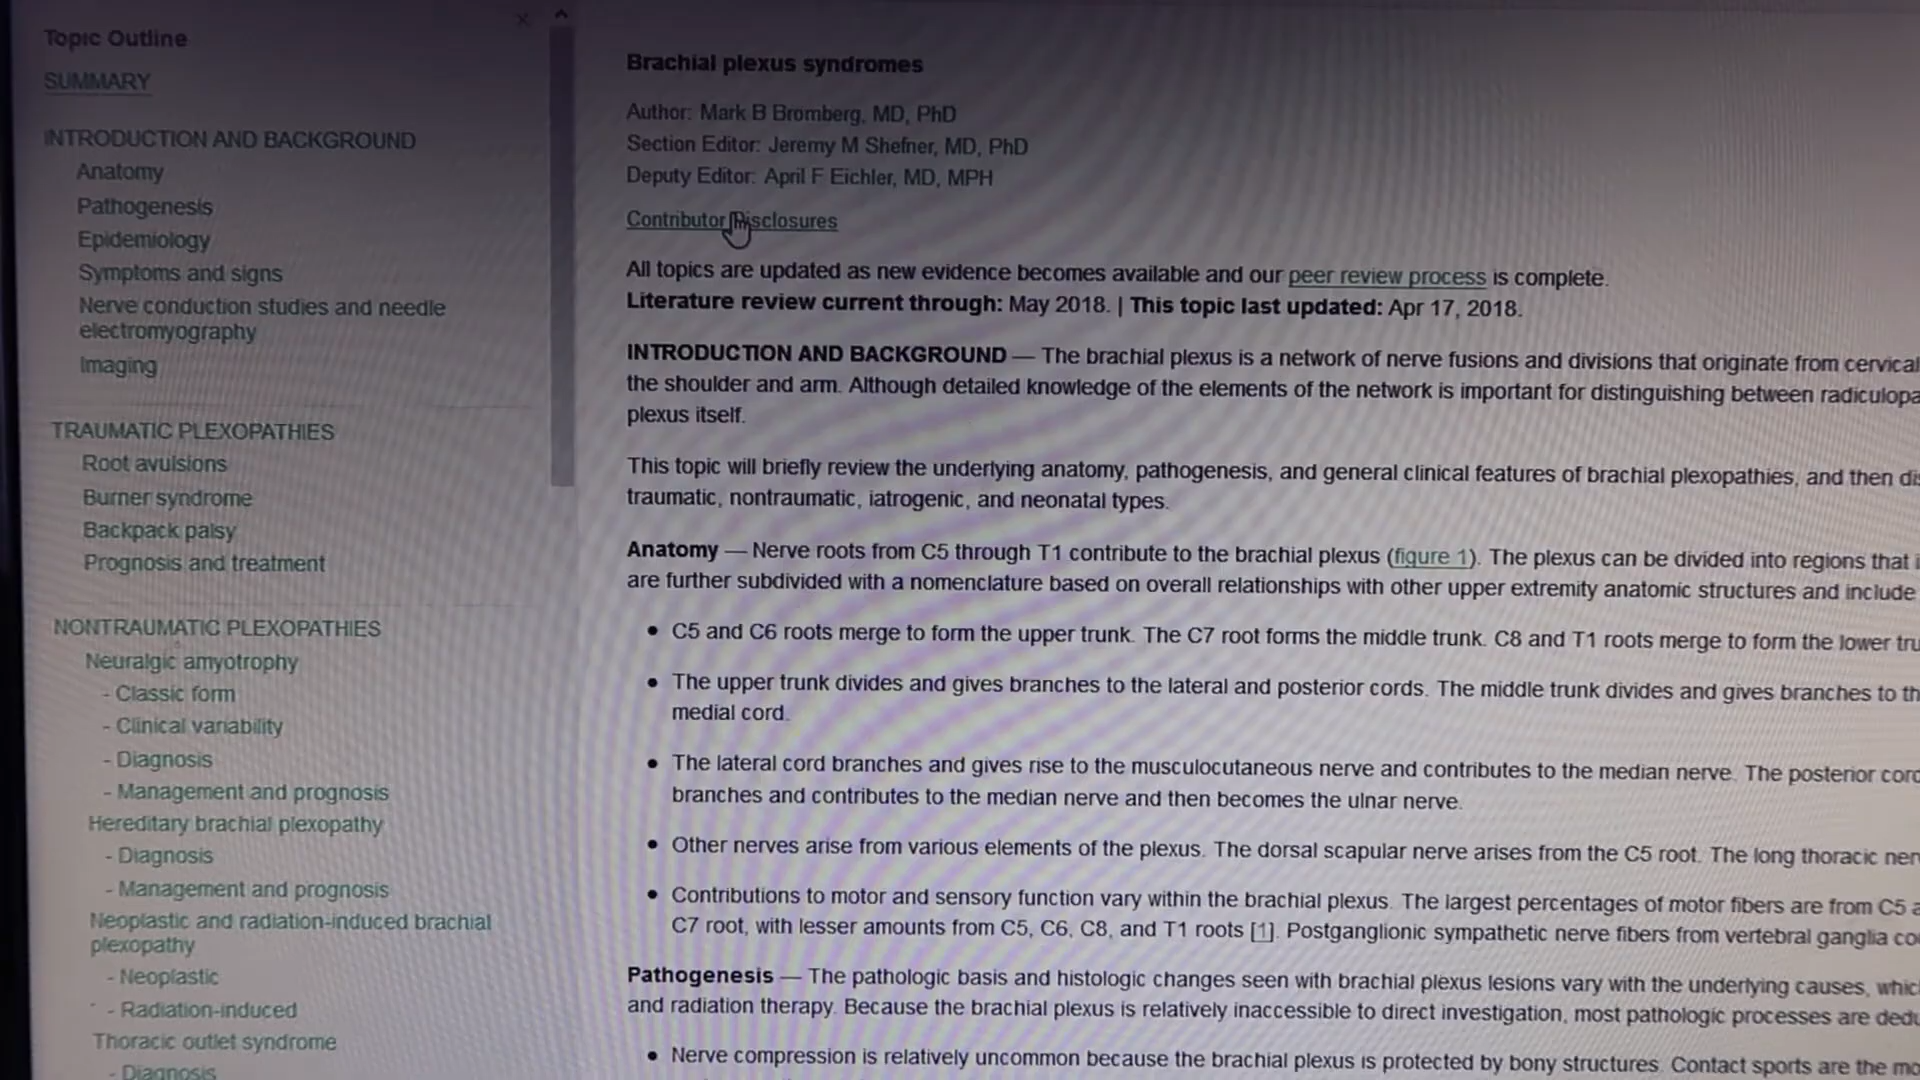 Topic Outline
SUMMARY
INTRODUCTION AND BACKGROUND
Anatomy
Pathogenesis
Epidemiology
Symptoms and signs
Nerve conduction studies and needle
electromyography
Imaging
TRAUMATIC PLEXOPATHIES
Root avulsions
Burner syndrome
Backpack palsy
Prognosis and treatment
NONTRAUMATIC PLEXOPATHIES
Neuralgic amyotrophy
- Classic form
- Clinical variability
- Diagnosis
- Management and prognosis
Hereditary brachial plexopathy
- Diagnosis
- Management and prognosis
Neoplastic and radiation-induced brachial
plexopathy
- Neoplastic
- Radiation-induced
Thoracic outlet syndrome
- Diagnosis
Brachial plexus syndromes
Author: Mark B Bromberg, MD, PhD
Section Editor: Jeremy M Shefner, MD, PhD
Deputy Editor: April F Eichler, MD, MPH
Contributor Disclosures
All topics are updated as new evidence becomes available and our peer review process is complete.
Literature review current through: May 2018. | This topic last updated: Apr 17, 2018.
INTRODUCTION AND BACKGROUND — The brachial plexus is a network of nerve fusions and divisions that originate from cervical
the shoulder and arm. Although detailed knowledge of the elements of the network is important for distinguishing between radiculopa
plexus itself.
This topic will briefly review the underlying anatomy, pathogenesis, and general clinical features of brachial plexopathies, and then dis
traumatic, nontraumatic, iatrogenic, and neonatal types.
Anatomy — Nerve roots from C5 through T1 contribute to the brachial plexus (figure 1). The plexus can be divided into regions that i
are further subdivided with a nomenclature based on overall relationships with other upper extremity anatomic structures and include
• C5 and C6 roots merge to form the upper trunk. The C7 root forms the middle trunk. C8 and T1 roots merge to form the lower tru
• The upper trunk divides and gives branches to the lateral and posterior cords. The middle trunk divides and gives branches to th
medial cord.
• The lateral cord branches and gives rise to the musculocutaneous nerve and contributes to the median nerve. The posterior cord
branches and contributes to the median nerve and then becomes the ulnar nerve.
• Other nerves arise from various elements of the plexus. The dorsal scapular nerve arises from the C5 root. The long thoracic ner
• Contributions to motor and sensory function vary within the brachial plexus. The largest percentages of motor fibers are from C5 a
C7 root, with lesser amounts from C5, C6, C8, and T1 roots [1]. Postganglionic sympathetic nerve fibers from vertebral ganglia co
Pathogenesis — The pathologic basis and histologic changes seen with brachial plexus lesions vary with the underlying causes, whic
and radiation therapy. Because the brachial plexus is relatively inaccessible to direct investigation, most pathologic processes are dedu
• Nerve compression is relatively uncommon because the brachial plexus is protected by bony structures. Contact sports are the mo